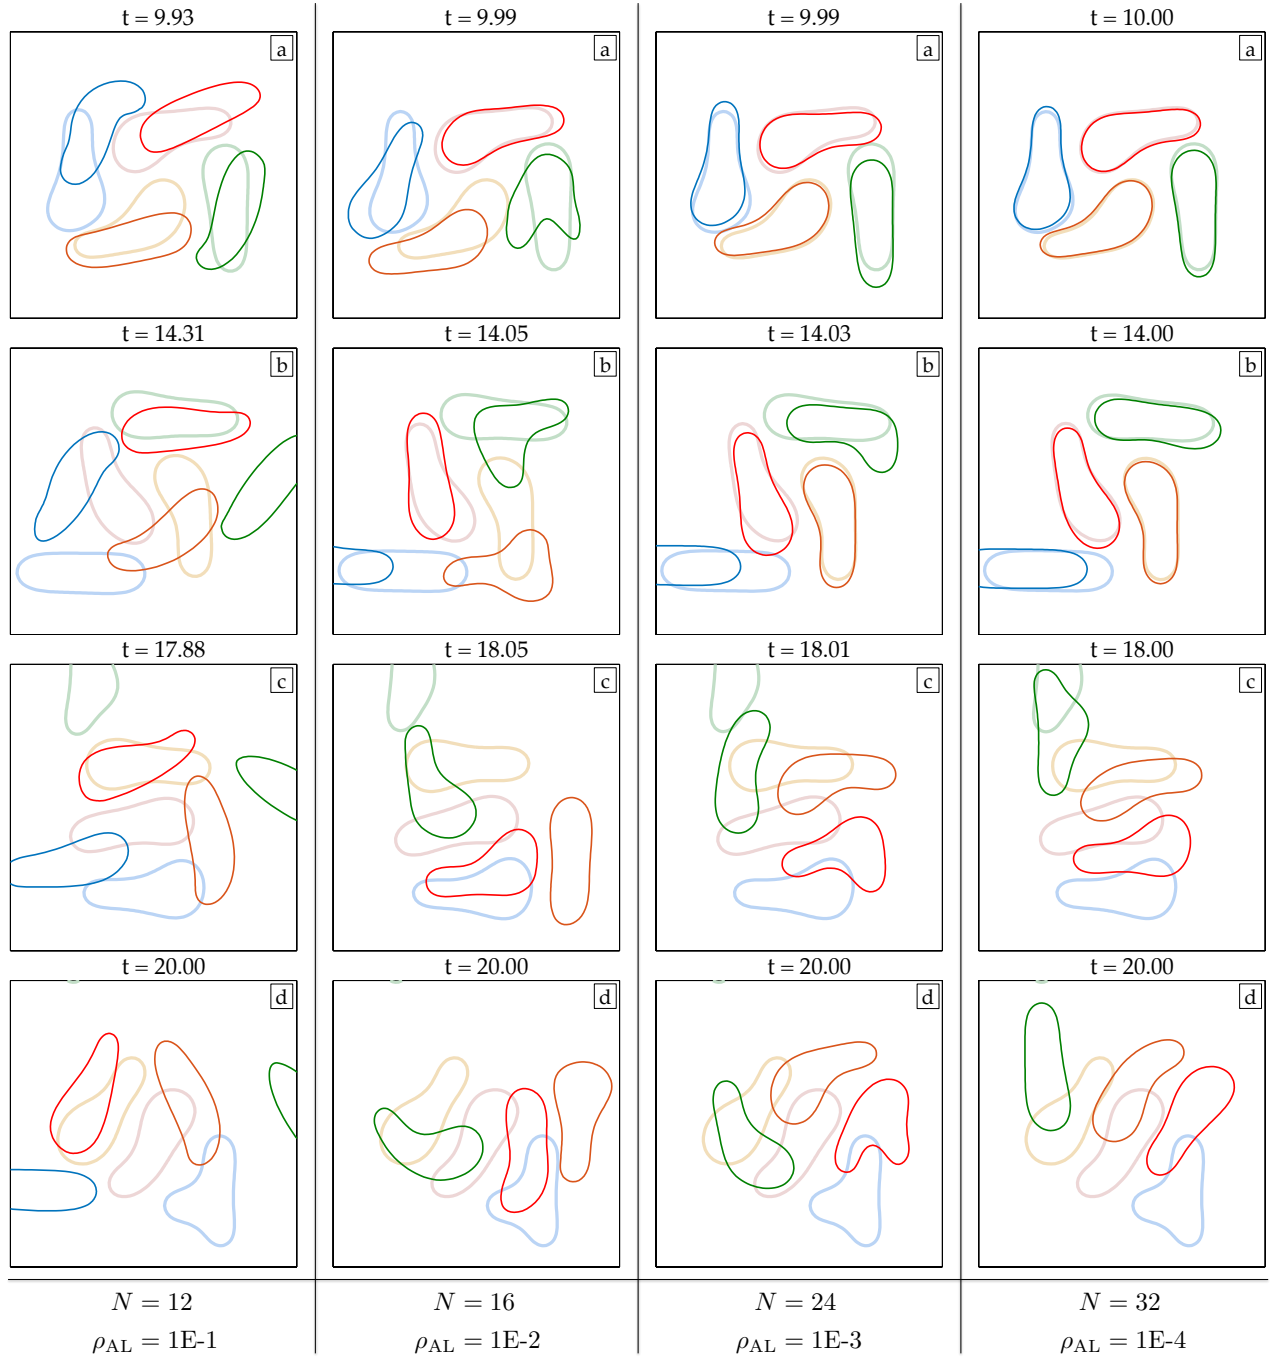 t = 9.93 t = 9.99 t = 9.99 t = 10.00
a a a a
t = 14.31 t = 14.05 t = 14.03 t = 14.00
b b b b
t = 17.88 t = 18.05 t = 18.01 t = 18.00
c c c c
t = 20.00 t = 20.00 t = 20.00 t = 20.00
d d d d
N = 12 N = 16 N = 24 N = 32
ρAL = 1E-1 ρAL = 1E-2 ρAL = 1E-3 ρAL = 1E-4